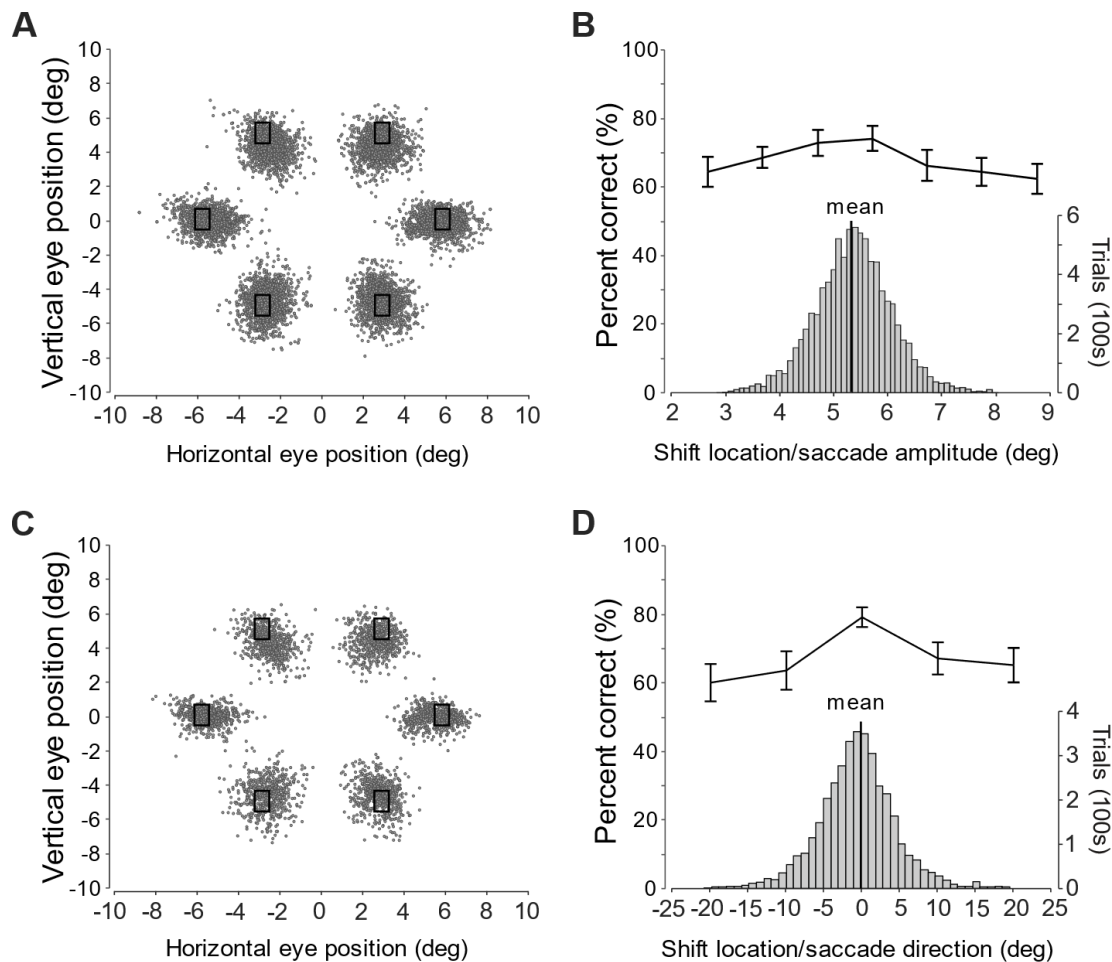 A
10
8
6
4
2
0
-2
-4
-6
-8
-10
Vertical eye position (deg)
-10 -8 -6 -4 -2 0 2 4 6 8 10
Horizontal eye position (deg)
B
100
80
60
40
20
0
Percent correct (%)
mean
6
4
2
0
Trials (100s)
2 3 4 5 6 7 8 9
Shift location/saccade amplitude (deg)
C
10
8
6
4
2
0
-2
-4
-6
-8
-10
Vertical eye position (deg)
-10 -8 -6 -4 -2 0 2 4 6 8 10
Horizontal eye position (deg)
D
100
80
60
40
20
0
Percent correct (%)
mean
4
3
2
1
0
Trials (100s)
-25 -20 -15 -10 -5 0 5 10 15 20 25
Shift location/saccade direction (deg)